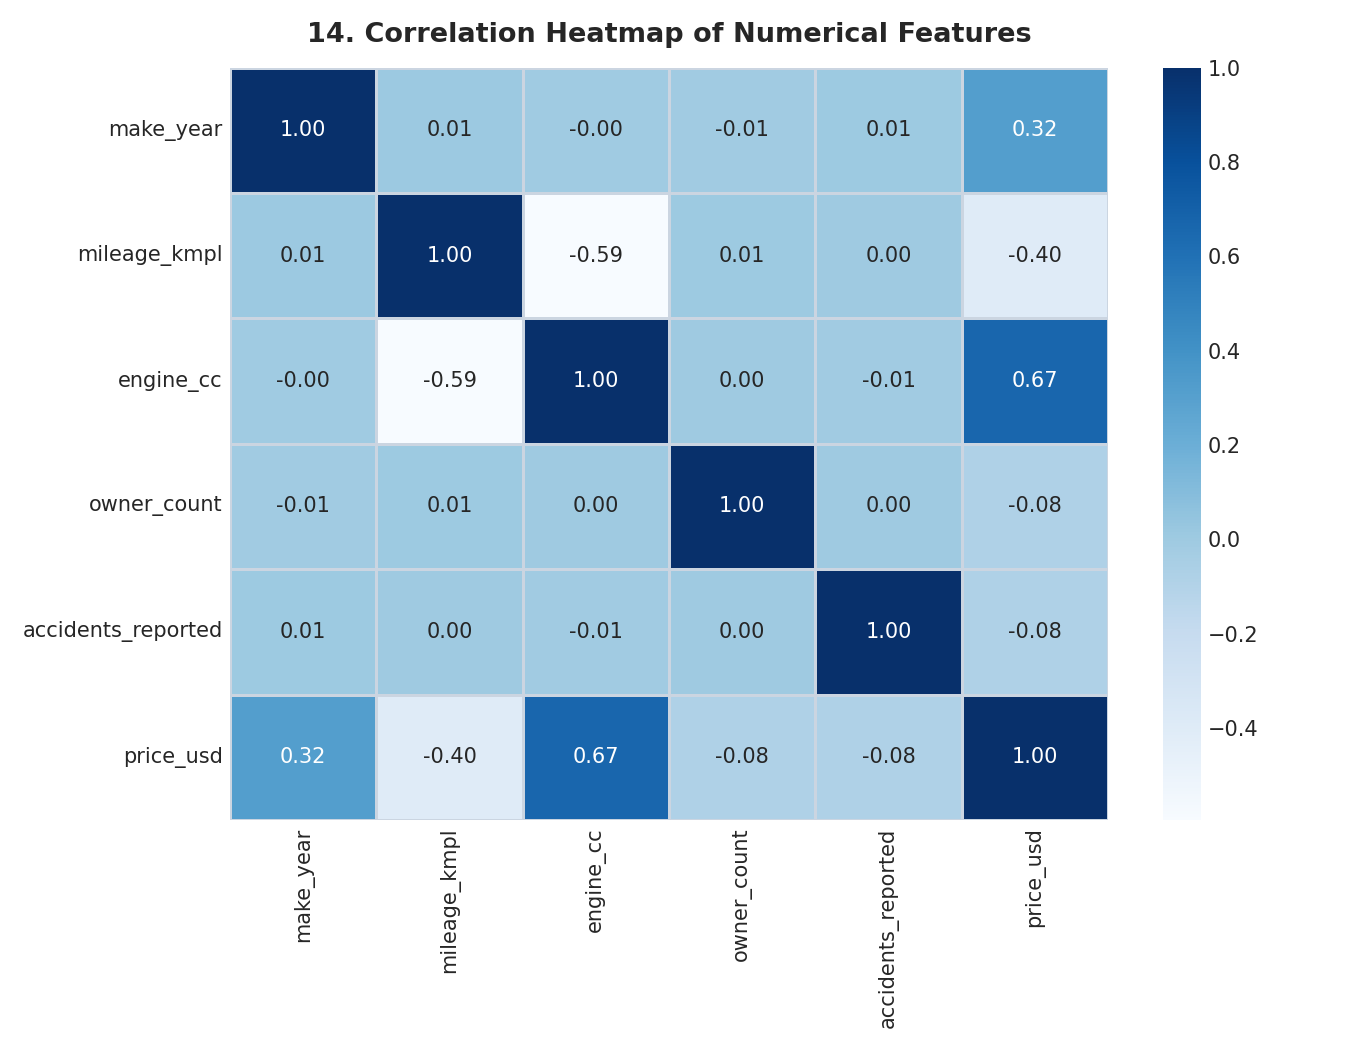 14. Correlation Heatmap of Numerical Features
make_year 1.00 0.01 -0.00 -0.01 0.01 0.32
mileage_kmpl 0.01 1.00 -0.59 0.01 0.00 -0.40
engine_cc -0.00 -0.59 1.00 0.00 -0.01 0.67
owner_count -0.01 0.01 0.00 1.00 0.00 -0.08
accidents_reported 0.01 0.00 -0.01 0.00 1.00 -0.08
price_usd 0.32 -0.40 0.67 -0.08 -0.08 1.00
make_year
mileage_kmpl
engine_cc
owner_count
accidents_reported
price_usd
1.0
0.8
0.6
0.4
0.2
0.0
−0.2
−0.4